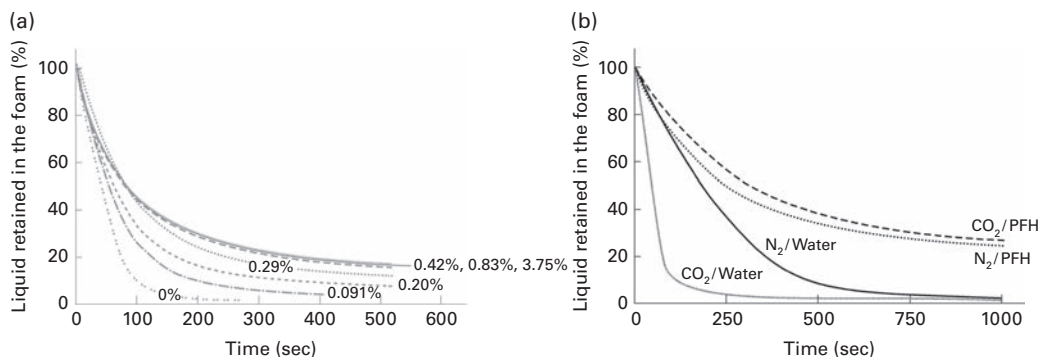 (a)
Liquid retained in the foam (%)
100
80
60
40
20
0
0%
0.29%
0.091%
0.20%
0.42%, 0.83%, 3.75%
0 100 200 300 400 500 600
Time (sec)
(b)
Liquid retained in the foam (%)
100
80
60
40
20
0
CO₂/PFH
N₂/PFH
N₂/Water
CO₂/Water
0 250 500 750 1000
Time (sec)